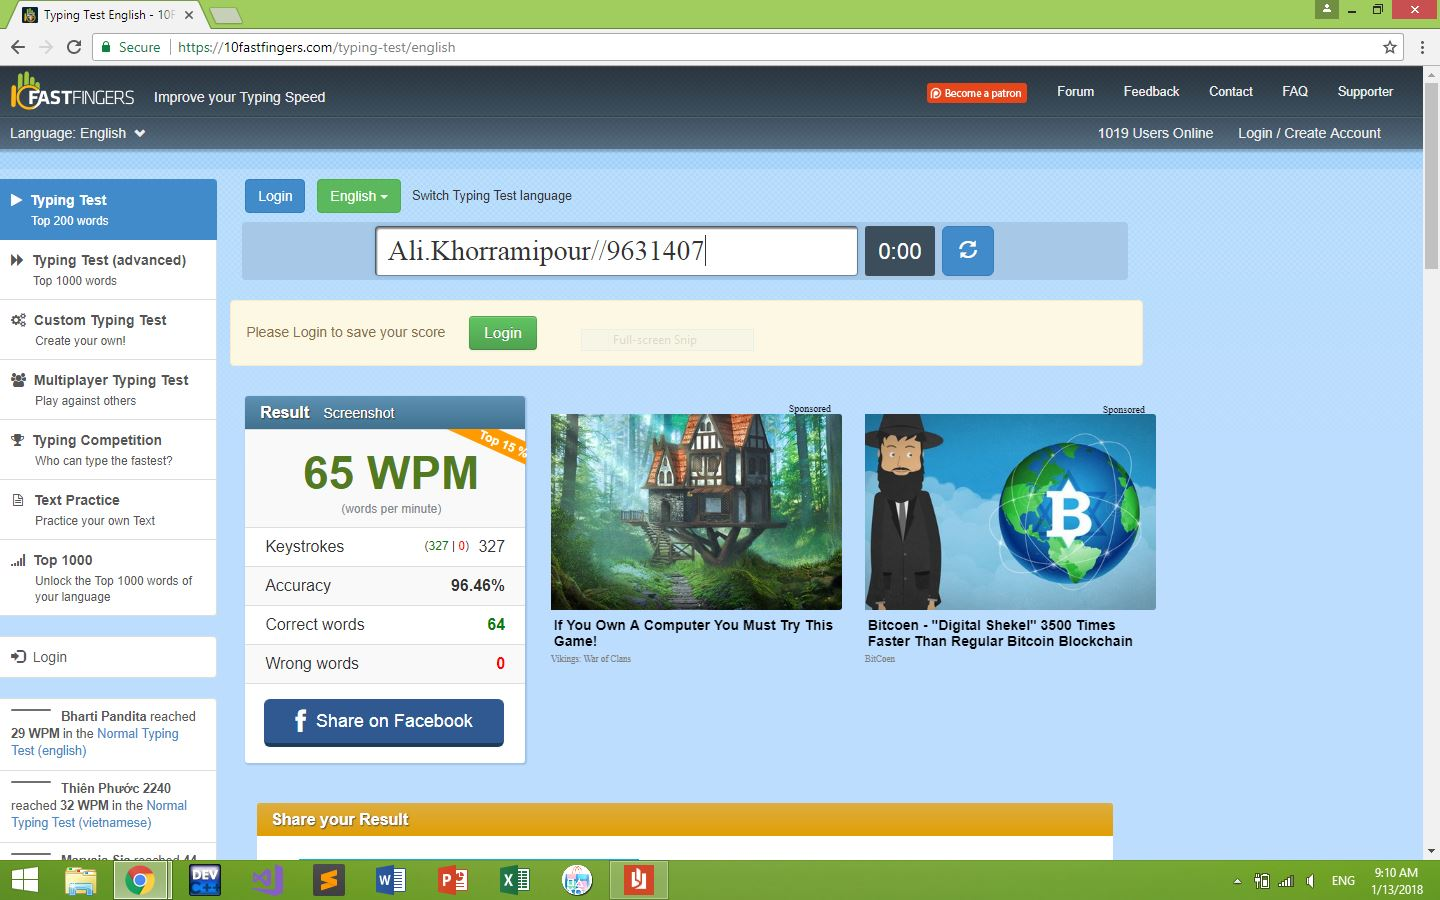 Typing Test English - 10F
Secure
https://10fastfingers.com/typing-test/english
FASTFINGERS
Improve your Typing Speed
Become a patron
Forum
Feedback
Contact
FAQ
Supporter
Language: English
1019 Users Online
Login / Create Account
Typing Test
Top 200 words
Typing Test (advanced)
Top 1000 words
Custom Typing Test
Create your own!
Multiplayer Typing Test
Play against others
Typing Competition
Who can type the fastest?
Text Practice
Practice your own Text
Top 1000
Unlock the Top 1000 words of
your language
Login
Bharti Pandita reached
29 WPM in the Normal Typing
Test (english)
Thiên Phước 2240
reached 32 WPM in the Normal
Typing Test (vietnamese)
Login
English
Switch Typing Test language
Ali.Khorramipour//9631407
0:00
Please Login to save your score
Login
Full-screen Snip
Result Screenshot
Top 15 %
65 WPM
(words per minute)
Keystrokes (327 | 0) 327
Accuracy 96.46%
Correct words 64
Wrong words 0
f Share on Facebook
Sponsored
If You Own A Computer You Must Try This
Game!
Vikings: War of Clans
Sponsored
B
Bitcoen - "Digital Shekel" 3500 Times
Faster Than Regular Bitcoin Blockchain
BitCoen
Share your Result
DEV
C++
ENG
9:10 AM
1/13/2018